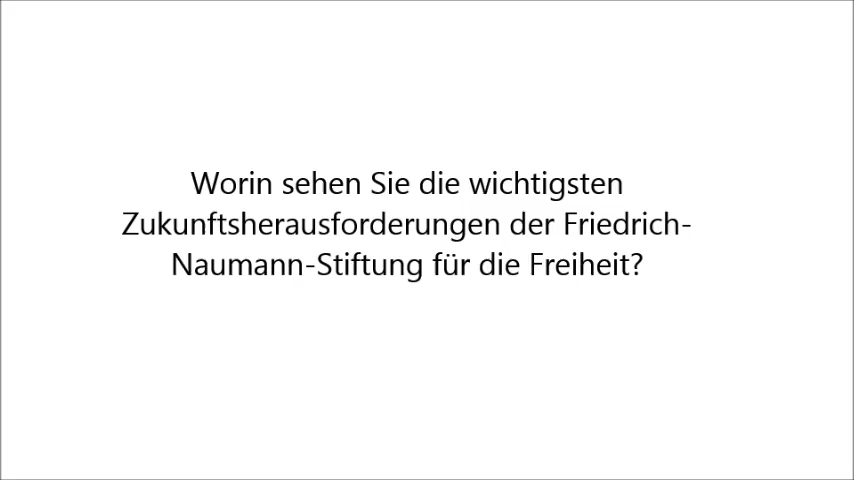 Worin sehen Sie die wichtigsten
Zukunftsherausforderungen der Friedrich-
Naumann-Stiftung für die Freiheit?